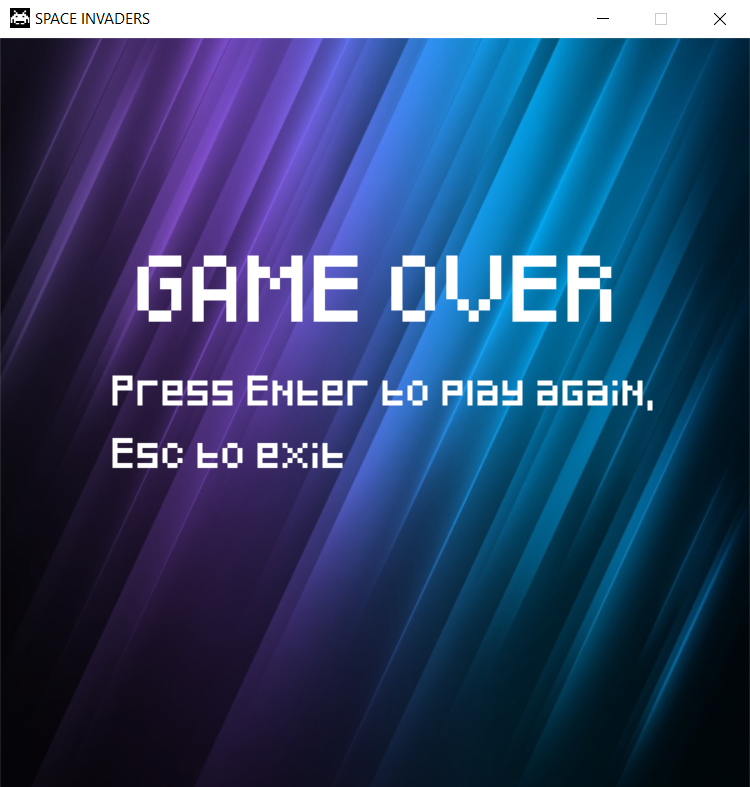 SPACE INVADERS
GAME OVER
Press Enter to play again,
Esc to exit